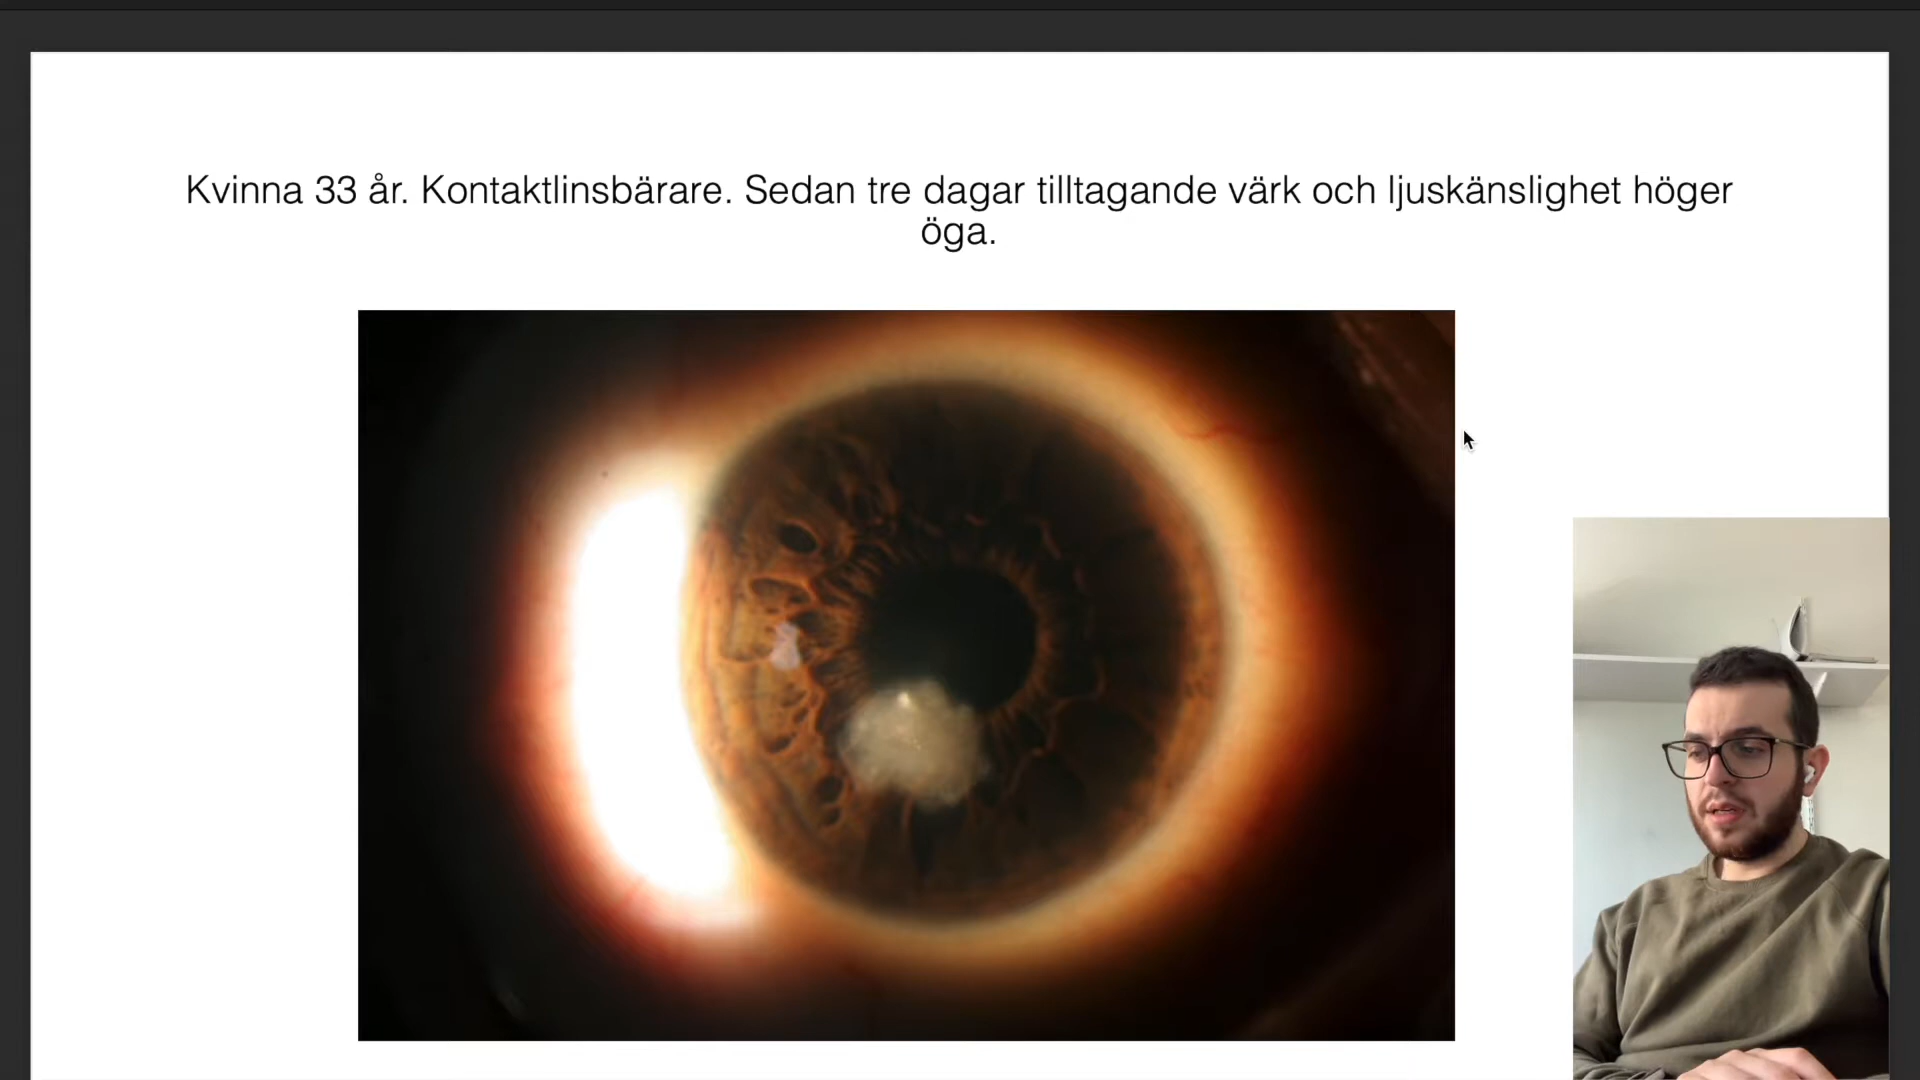 Kvinna 33 år. Kontaktlinsbärare. Sedan tre dagar tilltagande värk och ljuskänslighet höger
öga.